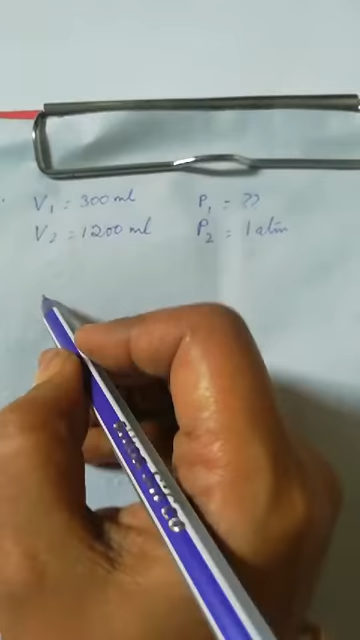 V₁ = 300 ml P₁ = ??
V₂ = 1200 ml P₂ = 1 atm